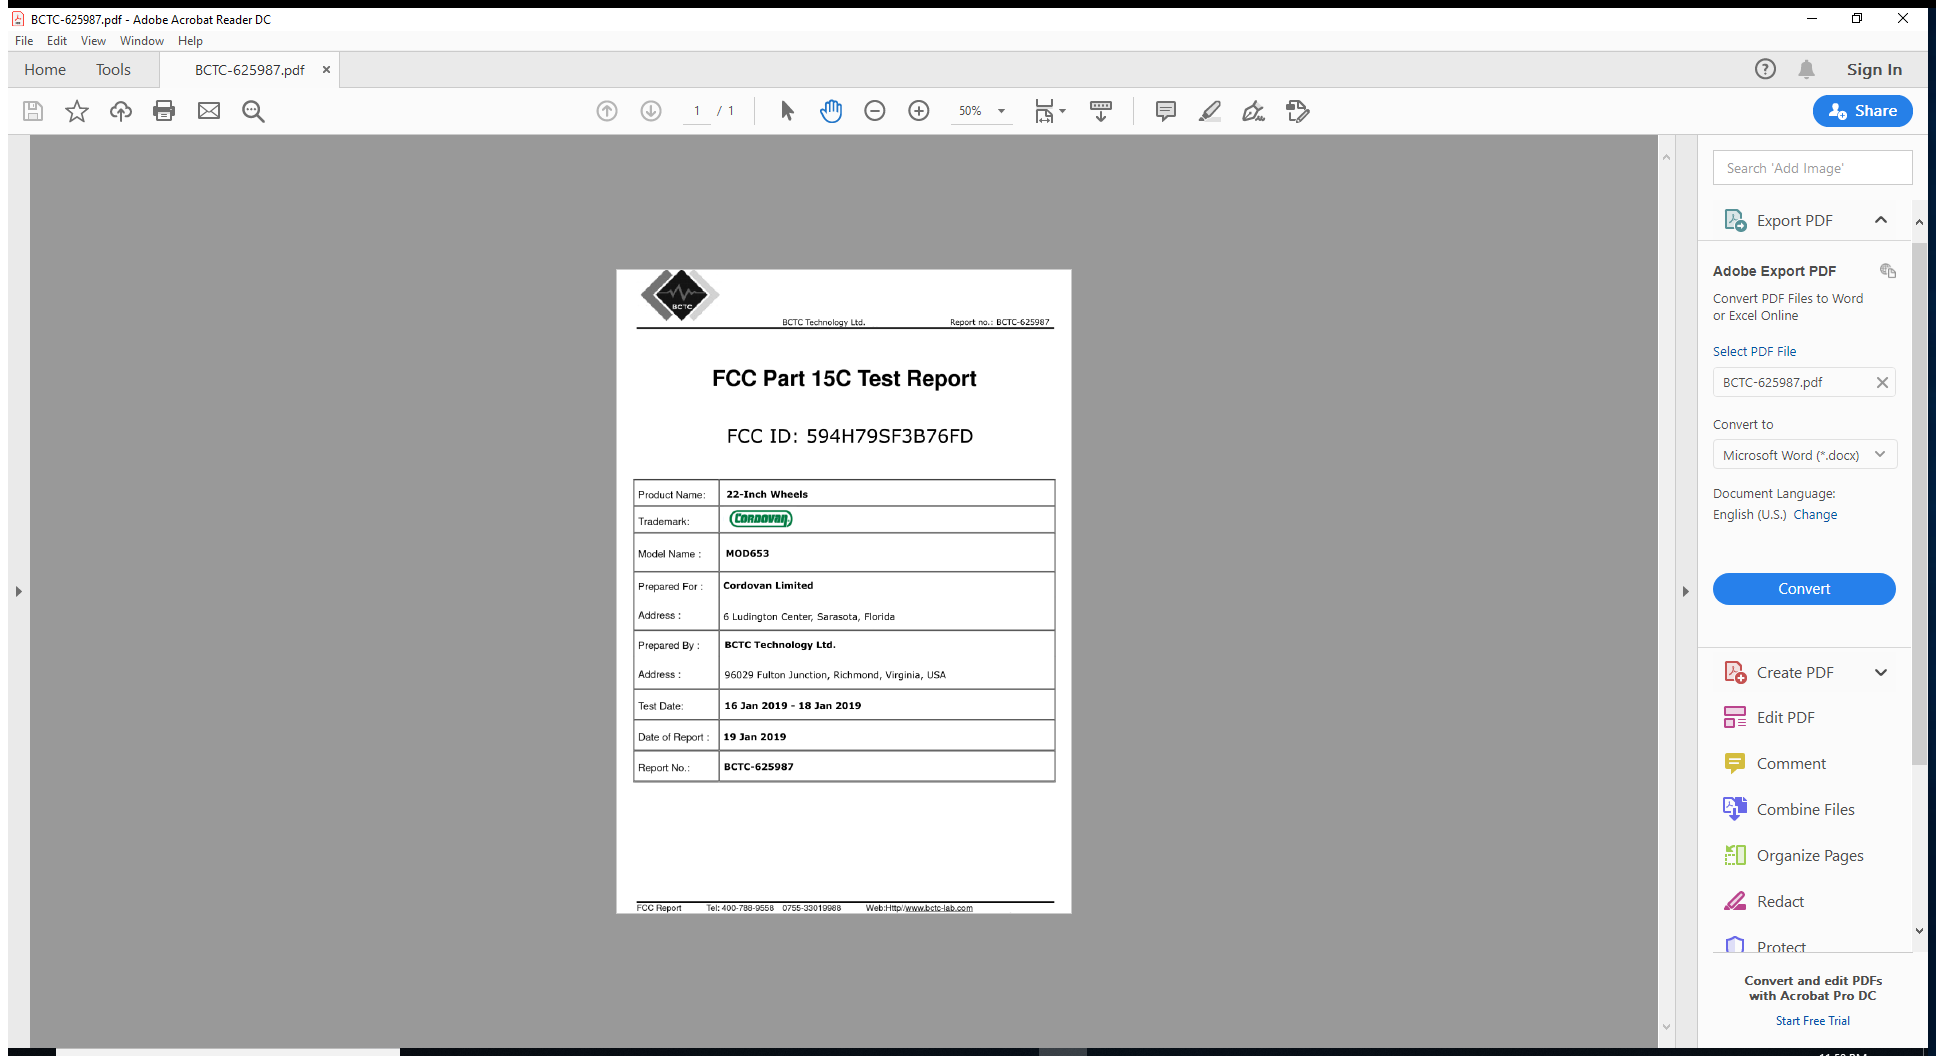 BCTC-625987.pdf - Adobe Acrobat Reader DC
File Edit View Window Help
Home Tools BCTC-625987.pdf × Sign In
1 / 1 50% Share
Search 'Add Image'
Export PDF
Adobe Export PDF
Convert PDF Files to Word
or Excel Online
Select PDF File
BCTC-625987.pdf
Convert to
Microsoft Word (*.docx)
Document Language:
English (U.S.) Change
Convert
Create PDF
Edit PDF
Comment
Combine Files
Organize Pages
Redact
Protect
Convert and edit PDFs
with Acrobat Pro DC
Start Free Trial
BCTC
BCTC Technology Ltd. Report no.: BCTC-625987
FCC Part 15C Test Report
FCC ID: 594H79SF3B76FD
Product Name: 22-Inch Wheels
Trademark: CORDOVAN
Model Name : MOD653
Prepared For : Cordovan Limited
Address : 6 Ludington Center, Sarasota, Florida
Prepared By : BCTC Technology Ltd.
Address : 96029 Fulton Junction, Richmond, Virginia, USA
Test Date: 16 Jan 2019 - 18 Jan 2019
Date of Report : 19 Jan 2019
Report No.: BCTC-625987
FCC Report Tel: 400-788-9558 0755-33019988 Web:Http//www.bctc-lab.com